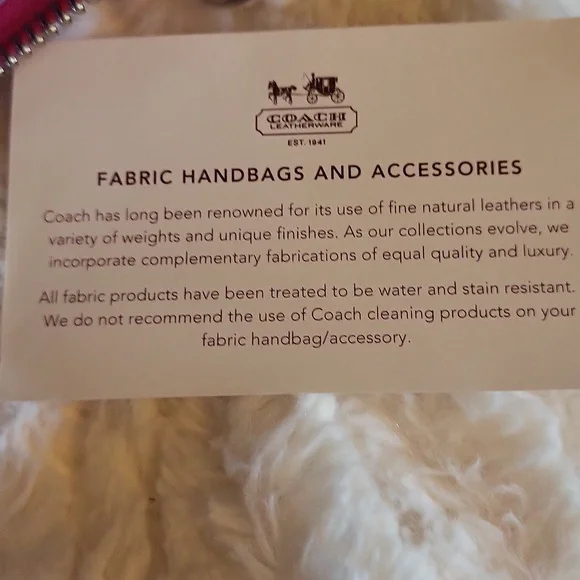 COACH
LEATHERWARE
EST. 1941
FABRIC HANDBAGS AND ACCESSORIES
Coach has long been renowned for its use of fine natural leathers in a
variety of weights and unique finishes. As our collections evolve, we
incorporate complementary fabrications of equal quality and luxury.
All fabric products have been treated to be water and stain resistant.
We do not recommend the use of Coach cleaning products on your
fabric handbag/accessory.